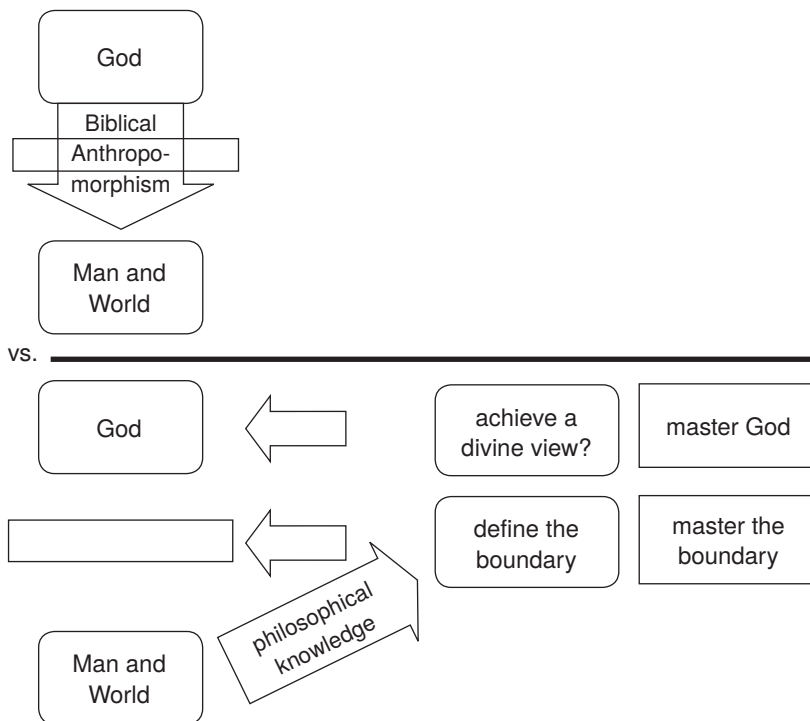 God
Biblical
Anthropo-
morphism
Man and
World
vs.
God
achieve a
divine view?
master God
define the
boundary
master the
boundary
philosophical
knowledge
Man and
World